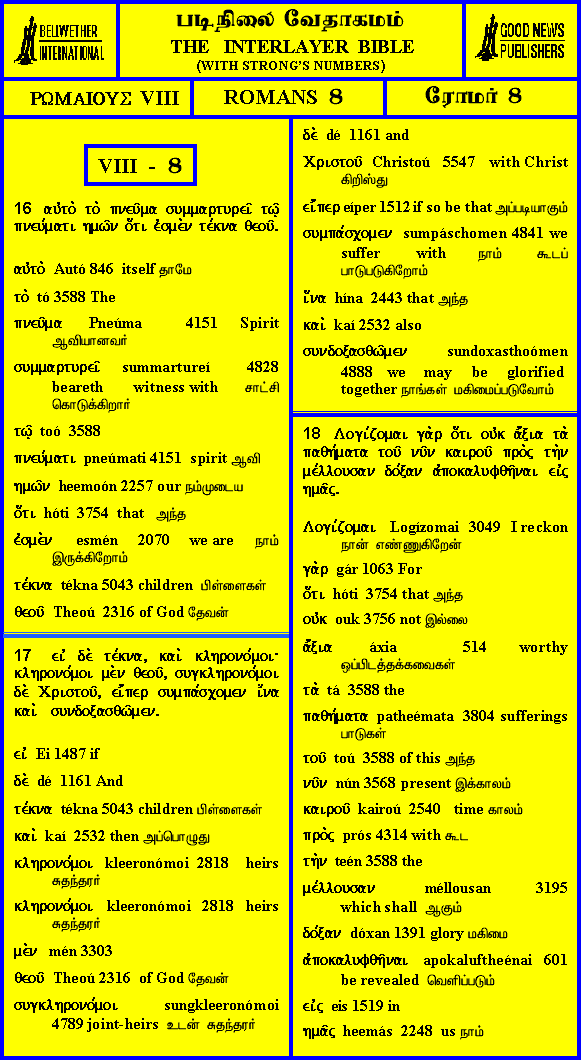 BELLWETHER
INTERNATIONAL
படிநிலை வேதாகமம்
THE INTERLAYER BIBLE
(WITH STRONG'S NUMBERS)
GOOD NEWS
PUBLISHERS
ΡΩΜΑΙΟΥΣ VIII
ROMANS 8
ரோமர் 8
VIII - 8
16 αὐτὸ τὸ πνεῦμα συμμαρτυρεῖ τῷ
πνεύματι ημῶν ὅτι ἐσμὲν τέκνα θεοῦ.
αὐτὸ Autó 846 itself தாமே
τὸ tó 3588 The
πνεῦμα Pneúma 4151 Spirit
ஆவியானவர்
συμμαρτυρεῖ summartureí 4828
beareth witness with சாட்சி
கொடுக்கிறார்
τῷ toó 3588
πνεύματι pneúmati 4151 spirit ஆவி
ημῶν heemoón 2257 our நம்முடைய
ὅτι hóti 3754 that அந்த
ἐσμὲν esmén 2070 we are நாம்
இருக்கிறோம்
τέκνα tékna 5043 children பிள்ளைகள்
θεοῦ Theoú 2316 of God தேவன்
17 εἰ δὲ τέκνα, καὶ κληρονόμοι·
κληρονόμοι μὲν θεοῦ, συγκληρονόμοι
δὲ Χριστοῦ, εἴπερ συμπάσχομεν ἵνα
καὶ συνδοξασθῶμεν.
εἰ Ei 1487 if
δὲ dé 1161 And
τέκνα tékna 5043 children பிள்ளைகள்
καὶ kaí 2532 then அப்பொழுது
κληρονόμοι kleeronómoi 2818 heirs
சுதந்தரர்
κληρονόμοι kleeronómoi 2818 heirs
சுதந்தரர்
μὲν mén 3303
θεοῦ Theoú 2316 of God தேவன்
συγκληρονόμοι sungkleeronómoi
4789 joint-heirs உடன் சுதந்தரர்
δὲ dé 1161 and
Χριστοῦ Christoú 5547 with Christ
கிறிஸ்து
εἴπερ eíper 1512 if so be that அப்படியாகும்
συμπάσχομεν sumpáschomen 4841 we
suffer with நாம் கூடப்
பாடுபடுகிறோம்
ἵνα hína 2443 that அந்த
καὶ kaí 2532 also
συνδοξασθῶμεν sundoxasthoómen
4888 we may be glorified
together நாங்கள் மகிமைப்படுவோம்
18 Λογίζομαι γὰρ ὅτι οὐκ ἄξια τὰ
παθήματα τοῦ νῦν καιροῦ πρὸς τὴν
μέλλουσαν δόξαν ἀποκαλυφθῆναι εἰς
ημᾶς.
Λογίζομαι Logízomai 3049 I reckon
நான் எண்ணுகிறேன்
γὰρ gár 1063 For
ὅτι hóti 3754 that அந்த
οὐκ ouk 3756 not இல்லை
ἄξια áxia 514 worthy
ஒப்பிடத்தக்கவைகள்
τὰ tá 3588 the
παθήματα patheémata 3804 sufferings
பாடுகள்
τοῦ toú 3588 of this அந்த
νῦν nún 3568 present இக்காலம்
καιροῦ kairoú 2540 time காலம்
πρὸς prós 4314 with கூட
τὴν teén 3588 the
μέλλουσαν méllousan 3195
which shall ஆகும்
δόξαν dóxan 1391 glory மகிமை
ἀποκαλυφθῆναι apokaluftheénai 601
be revealed வெளிப்படும்
εἰς eis 1519 in
ημᾶς heemás 2248 us நாம்